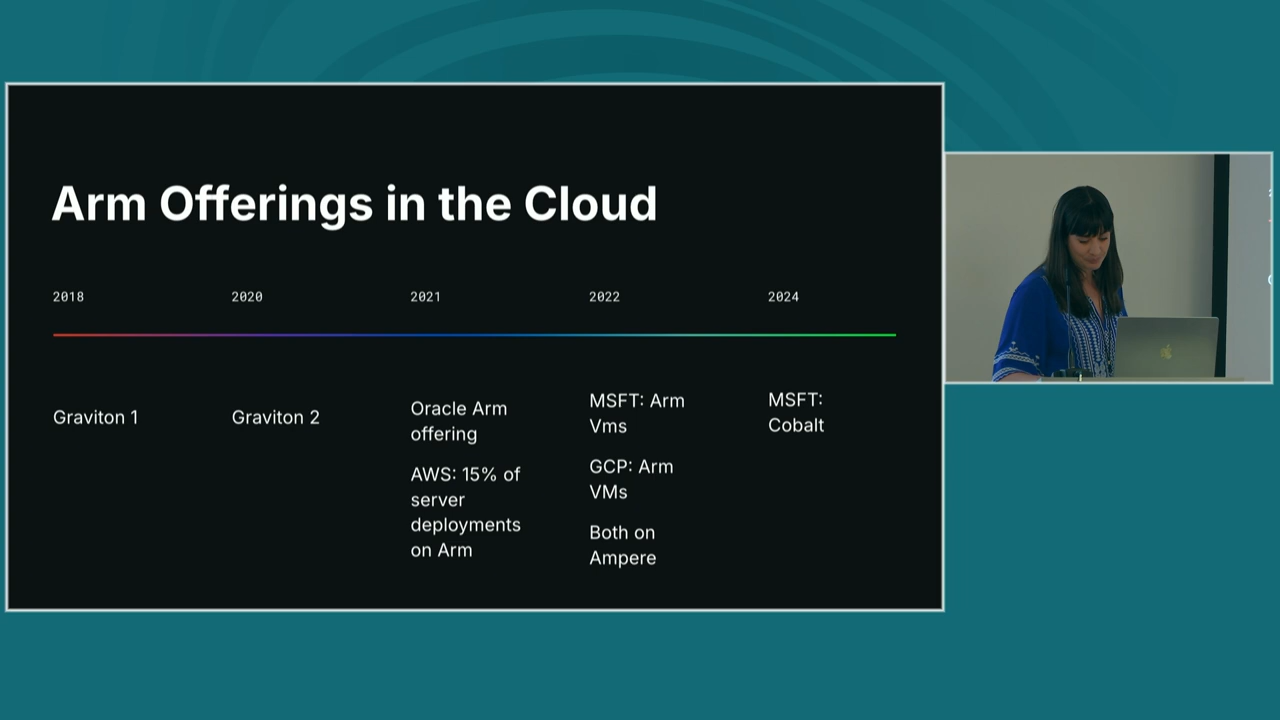 Arm Offerings in the Cloud
2018
2020
2021
2022
2024
Graviton 1
Graviton 2
Oracle Arm
offering
AWS: 15% of
server
deployments
on Arm
MSFT: Arm
Vms
GCP: Arm
VMs
Both on
Ampere
MSFT:
Cobalt